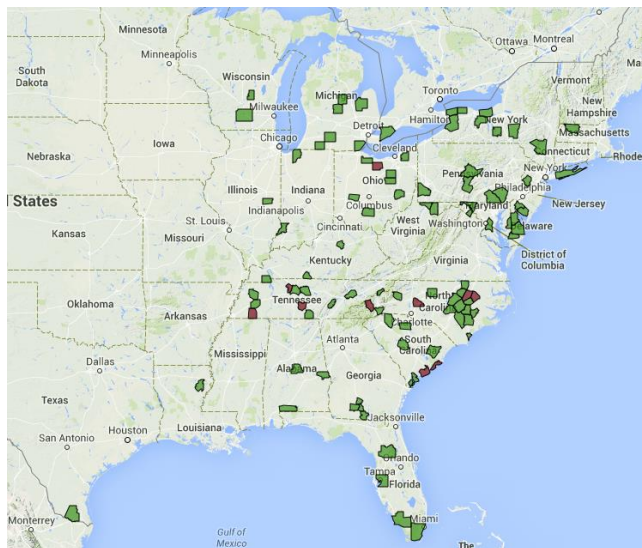 Minnesota
Minneapolis
South
Dakota
Wisconsin
Ottawa
Montreal
Michigan
Toronto
Hamilton
Vermont
New
Hampshire
New York
Milwaukee
Detroit
Massachusetts
Chicago
Cleveland
Connecticut
Rhode
Iowa
Nebraska
Illinois
Indiana
Ohio
Pennsylvania
New York
Philadelphia
New Jersey
d States
Indianapolis
Columbus
Maryland
Cincinnati
West
Virginia
Washington
Delaware
St. Louis
Kansas
Missouri
Kentucky
Virginia
District of
Columbia
Oklahoma
Arkansas
Tennessee
North
Carolina
Charlotte
Mississippi
Atlanta
South
Carolina
Alabama
Georgia
Dallas
Texas
Louisiana
Jacksonville
San Antonio
Houston
Orlando
Tampa
Florida
Miami
Monterrey
Gulf of
Mexico
The